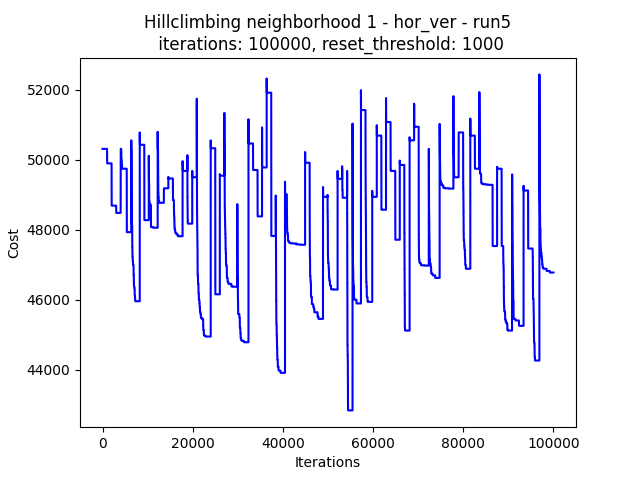 Hillclimbing neighborhood 1 - hor_ver - run5
iterations: 100000, reset_threshold: 1000
52000
50000
48000
46000
44000
Cost
0 20000 40000 60000 80000 100000
Iterations